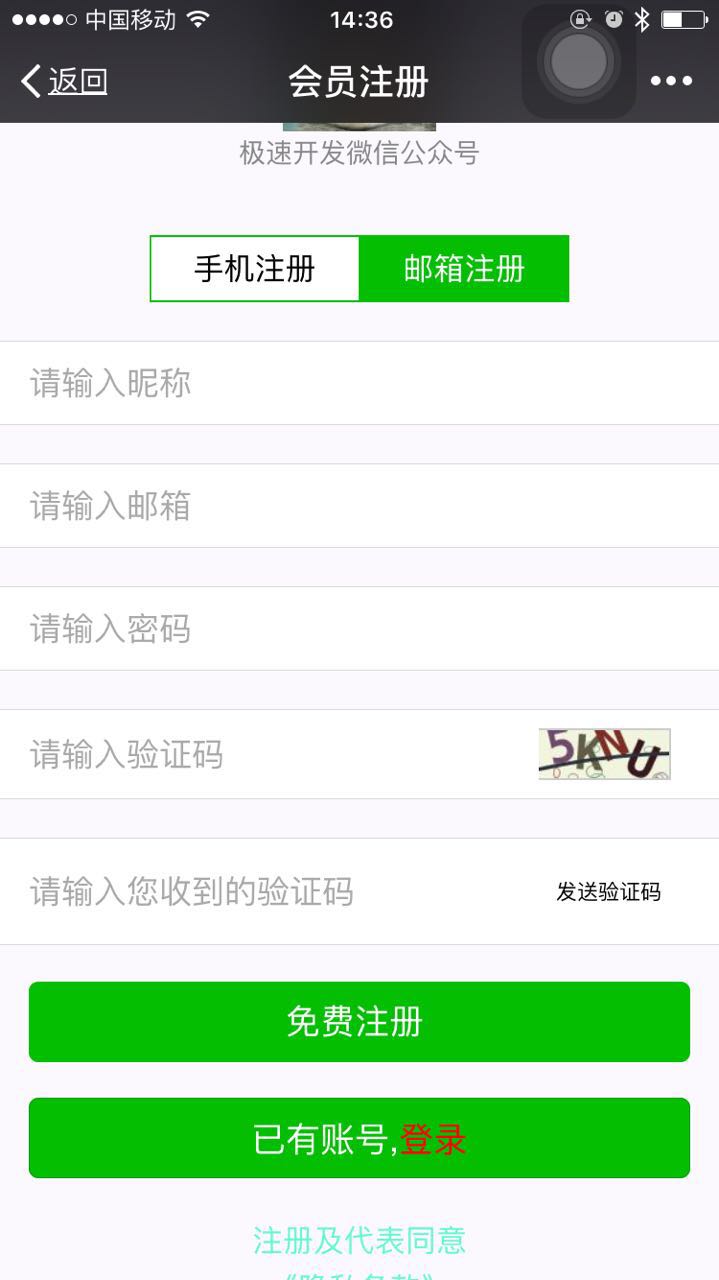 中国移动 14:36
返回 会员注册
极速开发微信公众号
手机注册 邮箱注册
请输入昵称
请输入邮箱
请输入密码
请输入验证码 5KNU
请输入您收到的验证码 发送验证码
免费注册
已有账号,登录
注册及代表同意
《隐私条款》